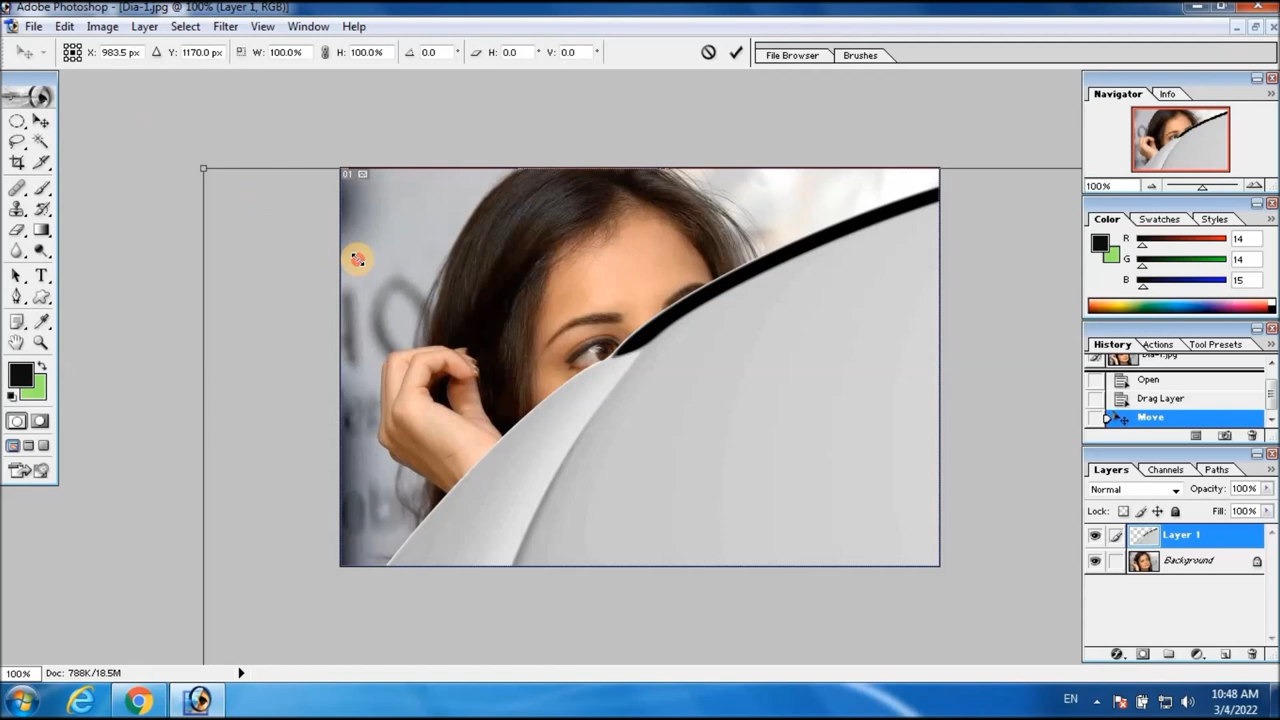 Adobe Photoshop - [Dia-1.jpg @ 100% (Layer 1, RGB)]
File Edit Image Layer Select Filter View Window Help
X: 983.5 px Y: 1170.0 px W: 100.0% H: 100.0% 0.0 ° H: 0.0 ° V: 0.0 ° File Browser Brushes
Navigator Info
01
100%
Color Swatches Styles
R 14
G 14
B 15
History Actions Tool Presets
Dia-1.jpg
Open
Drag Layer
Move
Layers Channels Paths
Normal Opacity: 100%
Lock: Fill: 100%
Layer 1
Background
100% Doc: 788K/18.5M
EN 10:48 AM
3/4/2022